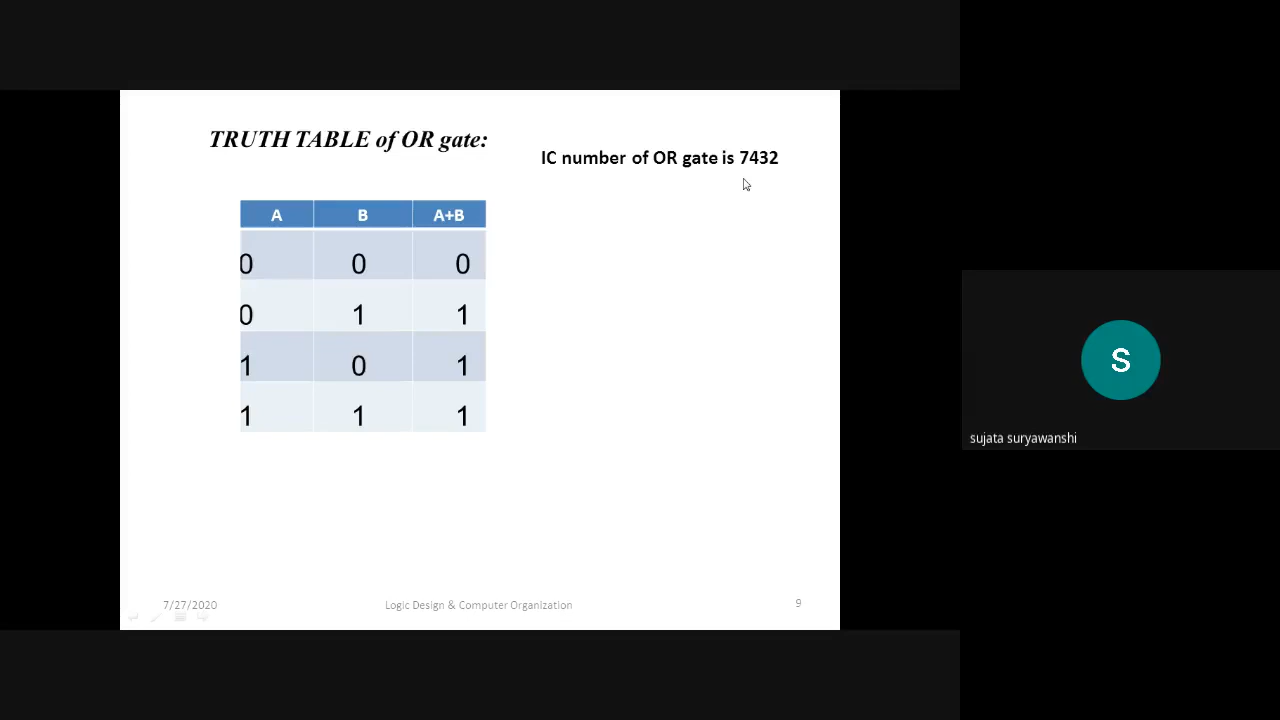 TRUTH TABLE of OR gate:
IC number of OR gate is 7432
A B A+B
0 0 0
0 1 1
1 0 1
1 1 1
S
sujata suryawanshi
7/27/2020 Logic Design & Computer Organization 9